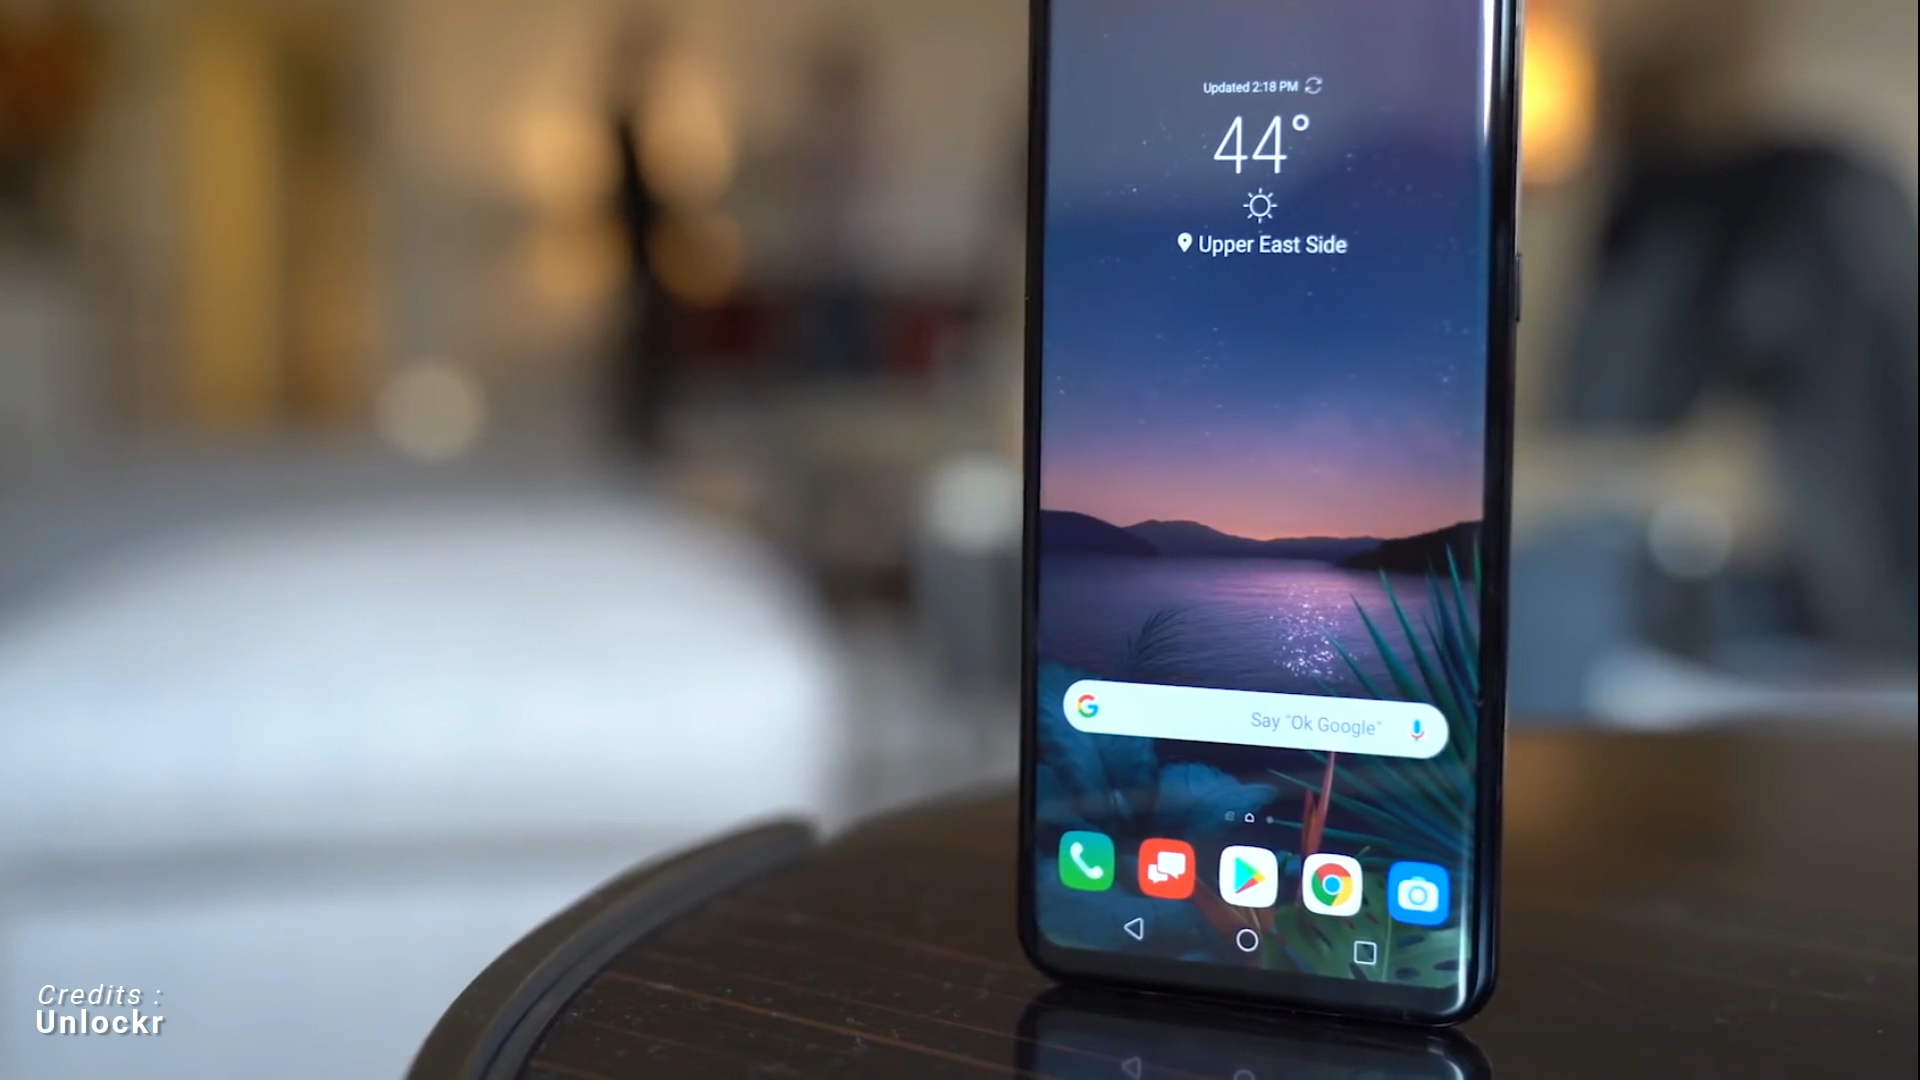 Updated 2:18 PM
44°
Upper East Side
Say "Ok Google"
Credits :
Unlockr